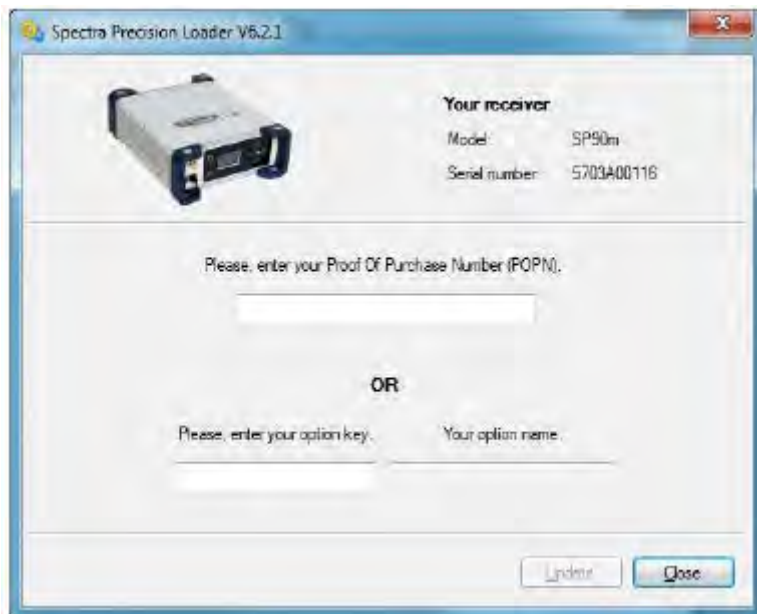 Spectra Precision Loader V6.2.1
Your receiver
Model SP90m
Serial number 5703A00116
Please, enter your Proof Of Purchase Number (POPN).
OR
Please, enter your option key. Your option name
Update Close